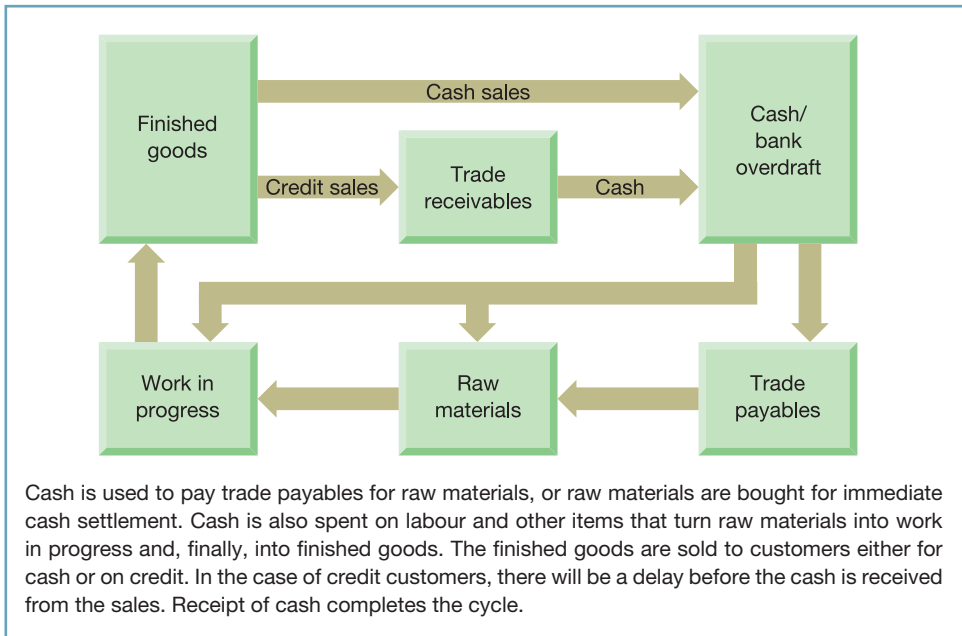 Finished
goods
Cash sales
Cash/
bank
overdraft
Credit sales
Trade
receivables
Cash
Work in
progress
Raw
materials
Trade
payables
Cash is used to pay trade payables for raw materials, or raw materials are bought for immediate
cash settlement. Cash is also spent on labour and other items that turn raw materials into work
in progress and, finally, into finished goods. The finished goods are sold to customers either for
cash or on credit. In the case of credit customers, there will be a delay before the cash is received
from the sales. Receipt of cash completes the cycle.